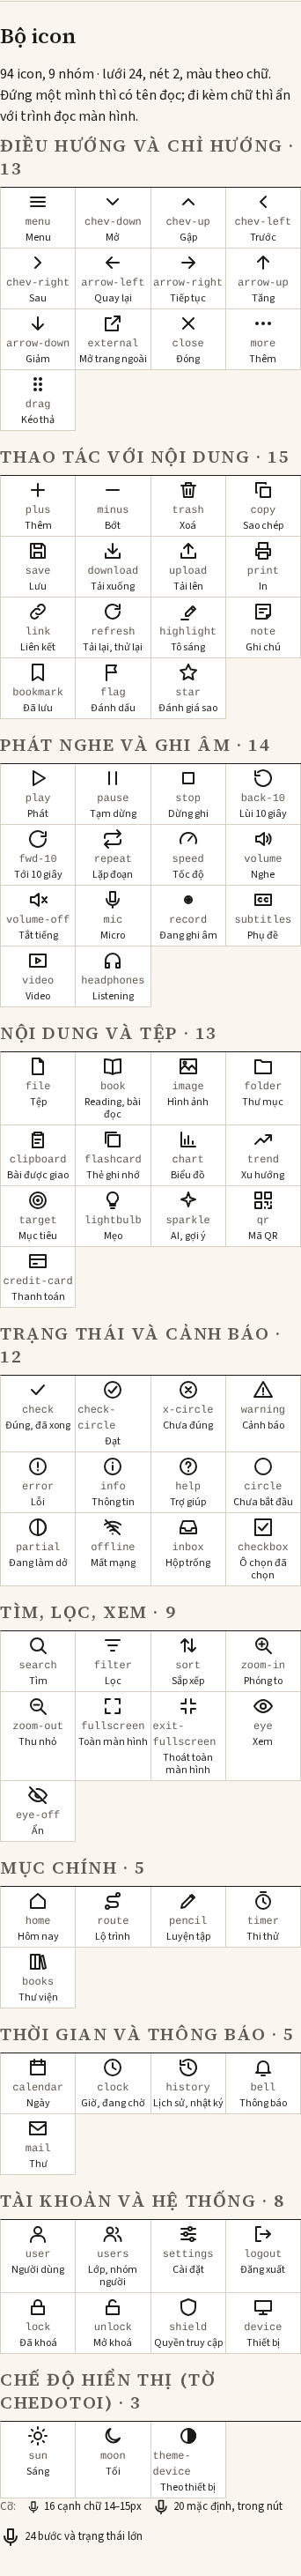 Bộ icon
94 icon, 9 nhóm · lưới 24, nét 2, màu theo chữ.
Đứng một mình thì có tên đọc; đi kèm chữ thì ẩn
với trình đọc màn hình.
ĐIỀU HƯỚNG VÀ CHỈ HƯỚNG ·
13
menu chev-down chev-up chev-left
Menu Mở Gập Trước
chev-right arrow-left arrow-right arrow-up
Sau Quay lại Tiếp tục Tăng
arrow-down external close more
Giảm Mở trang ngoài Đóng Thêm
drag
Kéo thả
THAO TÁC VỚI NỘI DUNG · 15
plus minus trash copy
Thêm Bớt Xoá Sao chép
save download upload print
Lưu Tải xuống Tải lên In
link refresh highlight note
Liên kết Tải lại, thử lại Tô sáng Ghi chú
bookmark flag star
Đã lưu Đánh dấu Đánh giá sao
PHÁT NGHE VÀ GHI ÂM · 14
play pause stop back-10
Phát Tạm dừng Dừng ghi Lùi 10 giây
fwd-10 repeat speed volume
Tới 10 giây Lặp đoạn Tốc độ Nghe
volume-off mic record subtitles
Tắt tiếng Micro Đang ghi âm Phụ đề
video headphones
Video Listening
NỘI DUNG VÀ TỆP · 13
file book image folder
Tệp Reading, bài Hình ảnh Thư mục
đọc
clipboard flashcard chart trend
Bài được giao Thẻ ghi nhớ Biểu đồ Xu hướng
target lightbulb sparkle qr
Mục tiêu Mẹo AI, gợi ý Mã QR
credit-card
Thanh toán
TRẠNG THÁI VÀ CẢNH BÁO ·
12
check check- x-circle warning
Đúng, đã xong circle Chưa đúng Cảnh báo
Đạt
error info help circle
Lỗi Thông tin Trợ giúp Chưa bắt đầu
partial offline inbox checkbox
Đang làm dở Mất mạng Hộp trống Ô chọn đã
chọn
TÌM, LỌC, XEM · 9
search filter sort zoom-in
Tìm Lọc Sắp xếp Phóng to
zoom-out fullscreen exit- eye
Thu nhỏ Toàn màn hình fullscreen Xem
Thoát toàn
màn hình
eye-off
Ẩn
MỤC CHÍNH · 5
home route pencil timer
Hôm nay Lộ trình Luyện tập Thi thử
books
Thư viện
THỜI GIAN VÀ THÔNG BÁO · 5
calendar clock history bell
Ngày Giờ, đang chờ Lịch sử, nhật ký Thông báo
mail
Thư
TÀI KHOẢN VÀ HỆ THỐNG · 8
user users settings logout
Người dùng Lớp, nhóm Cài đặt Đăng xuất
người
lock unlock shield device
Đã khoá Mở khoá Quyền truy cập Thiết bị
CHẾ ĐỘ HIỂN THỊ (TỜ
CHEDOTOI) · 3
sun moon theme-
Sáng Tối device
Theo thiết bị
Cỡ: 16 cạnh chữ 14–15px 20 mặc định, trong nút
24 bước và trạng thái lớn